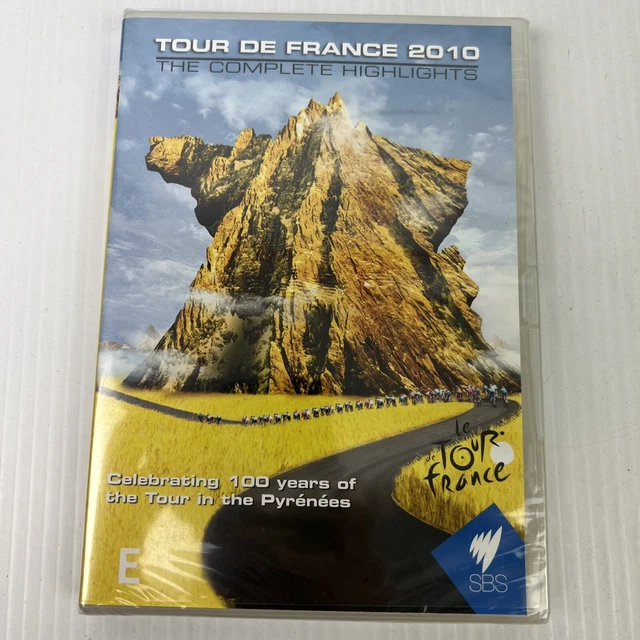 TOUR DE FRANCE 2010
THE COMPLETE HIGHLIGHTS
le
TOUR
de
france
Celebrating 100 years of
the Tour in the Pyrénées
E
SBS